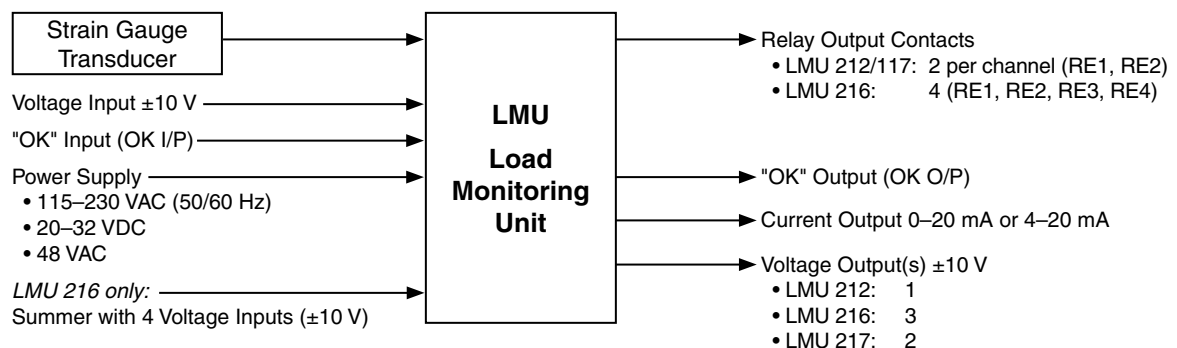 Strain Gauge
Transducer
Voltage Input ±10 V
"OK" Input (OK I/P)
Power Supply
• 115–230 VAC (50/60 Hz)
• 20–32 VDC
• 48 VAC
LMU 216 only:
Summer with 4 Voltage Inputs (±10 V)
LMU
Load
Monitoring
Unit
Relay Output Contacts
• LMU 212/117: 2 per channel (RE1, RE2)
• LMU 216: 4 (RE1, RE2, RE3, RE4)
"OK" Output (OK O/P)
Current Output 0–20 mA or 4–20 mA
Voltage Output(s) ±10 V
• LMU 212: 1
• LMU 216: 3
• LMU 217: 2